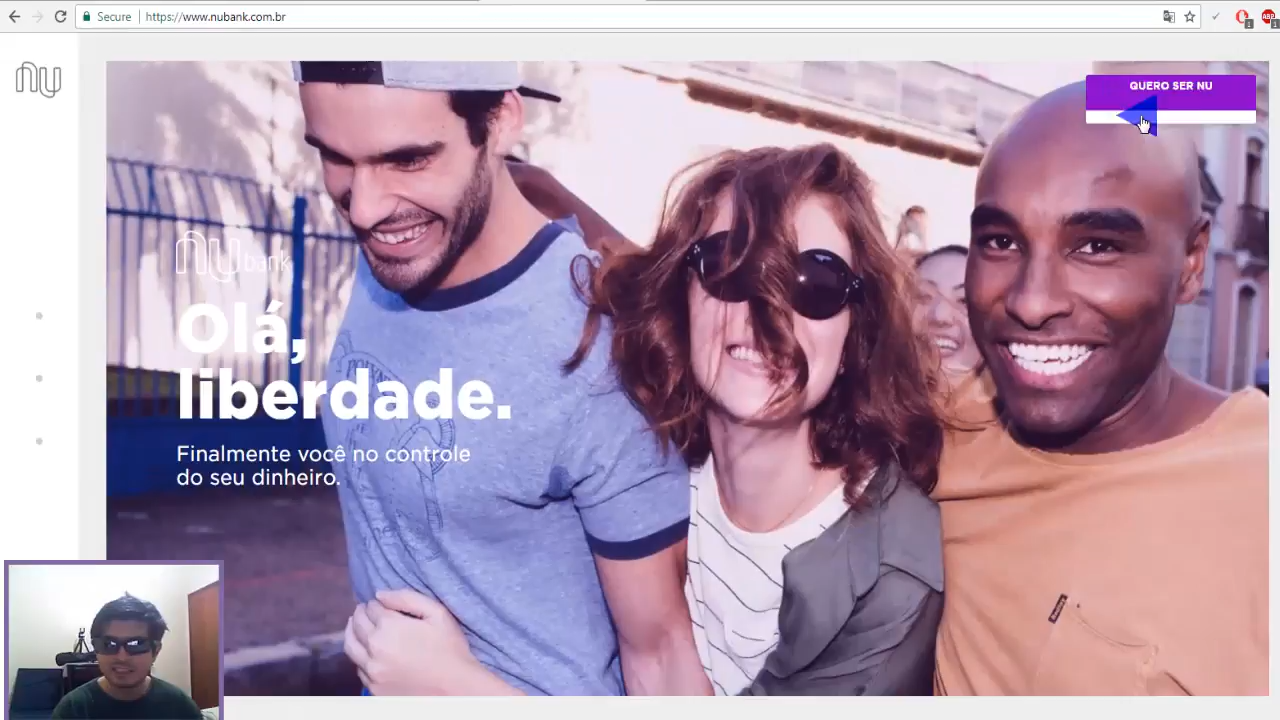 Secure
https://www.nubank.com.br
nu
QUERO SER NU
nu bank
Olá,
liberdade.
Finalmente você no controle
do seu dinheiro.